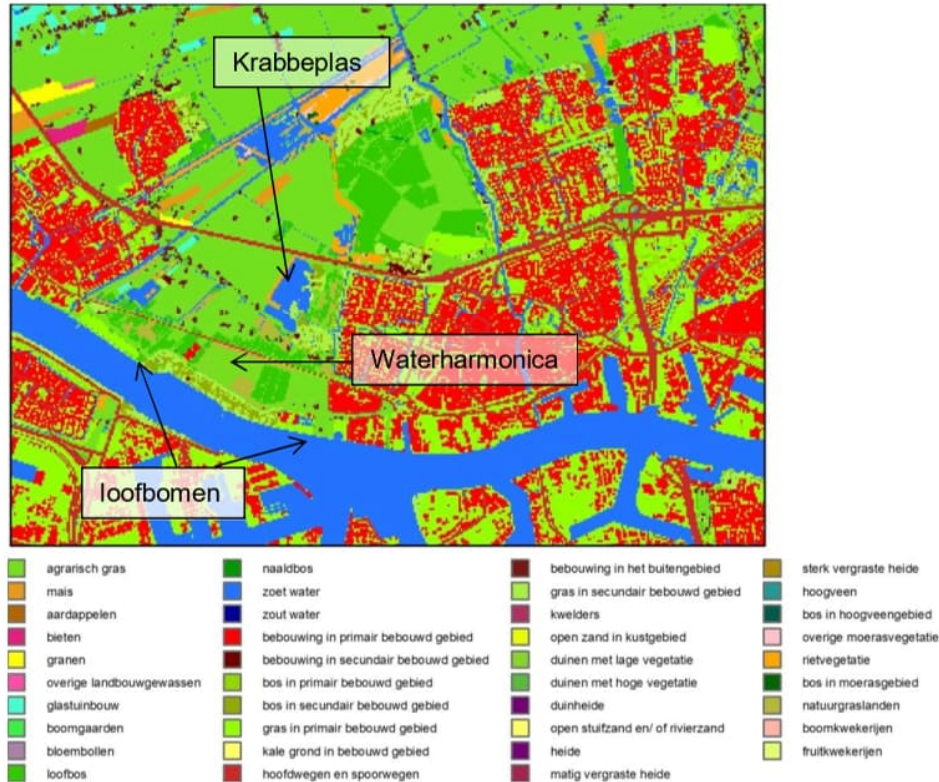 Krabbeplas
Waterharmonica
loofbomen
agrarisch gras
mais
aardappelen
bieten
granen
overige landbouwgewassen
glastuinbouw
boomgaarden
bloembollen
loofbos
naaldbos
zoet water
zout water
bebouwing in primair bebouwd gebied
bebouwing in secundair bebouwd gebied
bos in primair bebouwd gebied
bos in secundair bebouwd gebied
gras in primair bebouwd gebied
kale grond in bebouwd gebied
hoofdwegen en spoorwegen
bebouwing in het buitengebied
gras in secundair bebouwd gebied
kwelders
open zand in kustgebied
duinen met lage vegetatie
duinen met hoge vegetatie
duinheide
open stuifzand en/ of rivierzand
heide
matig vergraste heide
sterk vergraste heide
hoogveen
bos in hoogveengebied
overige moerasvegetatie
rietvegetatie
bos in moerasgebied
natuurgraslanden
boomkwekerijen
fruitkwekerijen